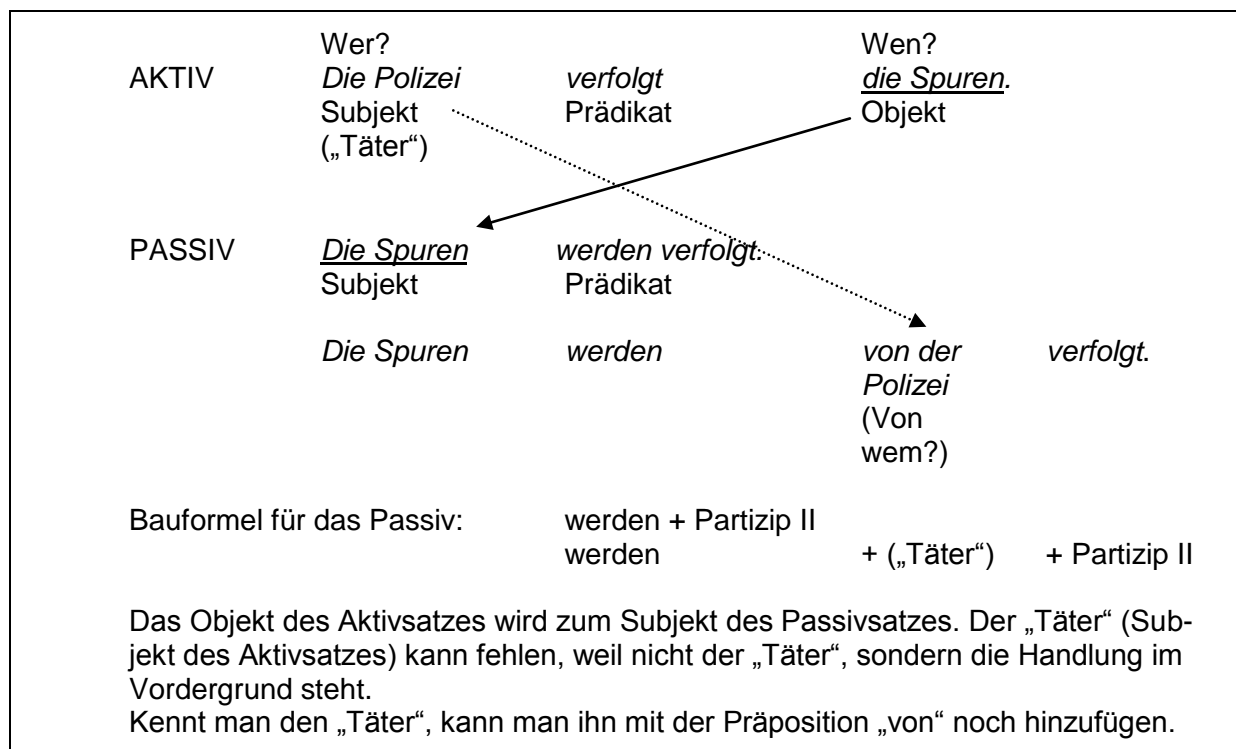 Wer? Wen?
AKTIV Die Polizei verfolgt die Spuren.
Subjekt Prädikat Objekt
(„Täter“)
PASSIV Die Spuren werden verfolgt.
Subjekt Prädikat
Die Spuren werden von der verfolgt.
Polizei
(Von
wem?)
Bauformel für das Passiv: werden + Partizip II
werden + („Täter“) + Partizip II
Das Objekt des Aktivsatzes wird zum Subjekt des Passivsatzes. Der „Täter“ (Sub-
jekt des Aktivsatzes) kann fehlen, weil nicht der „Täter“, sondern die Handlung im
Vordergrund steht.
Kennt man den „Täter“, kann man ihn mit der Präposition „von“ noch hinzufügen.